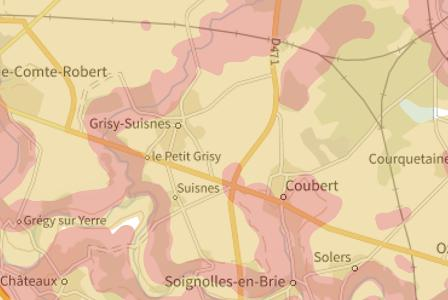 D471
e-Comte-Robert
Grisy-Suisnes
le Petit Grisy
Courquetaine
Suisnes
Coubert
Grégy sur Yerre
Solers
Châteaux
Soignolles-en-Brie